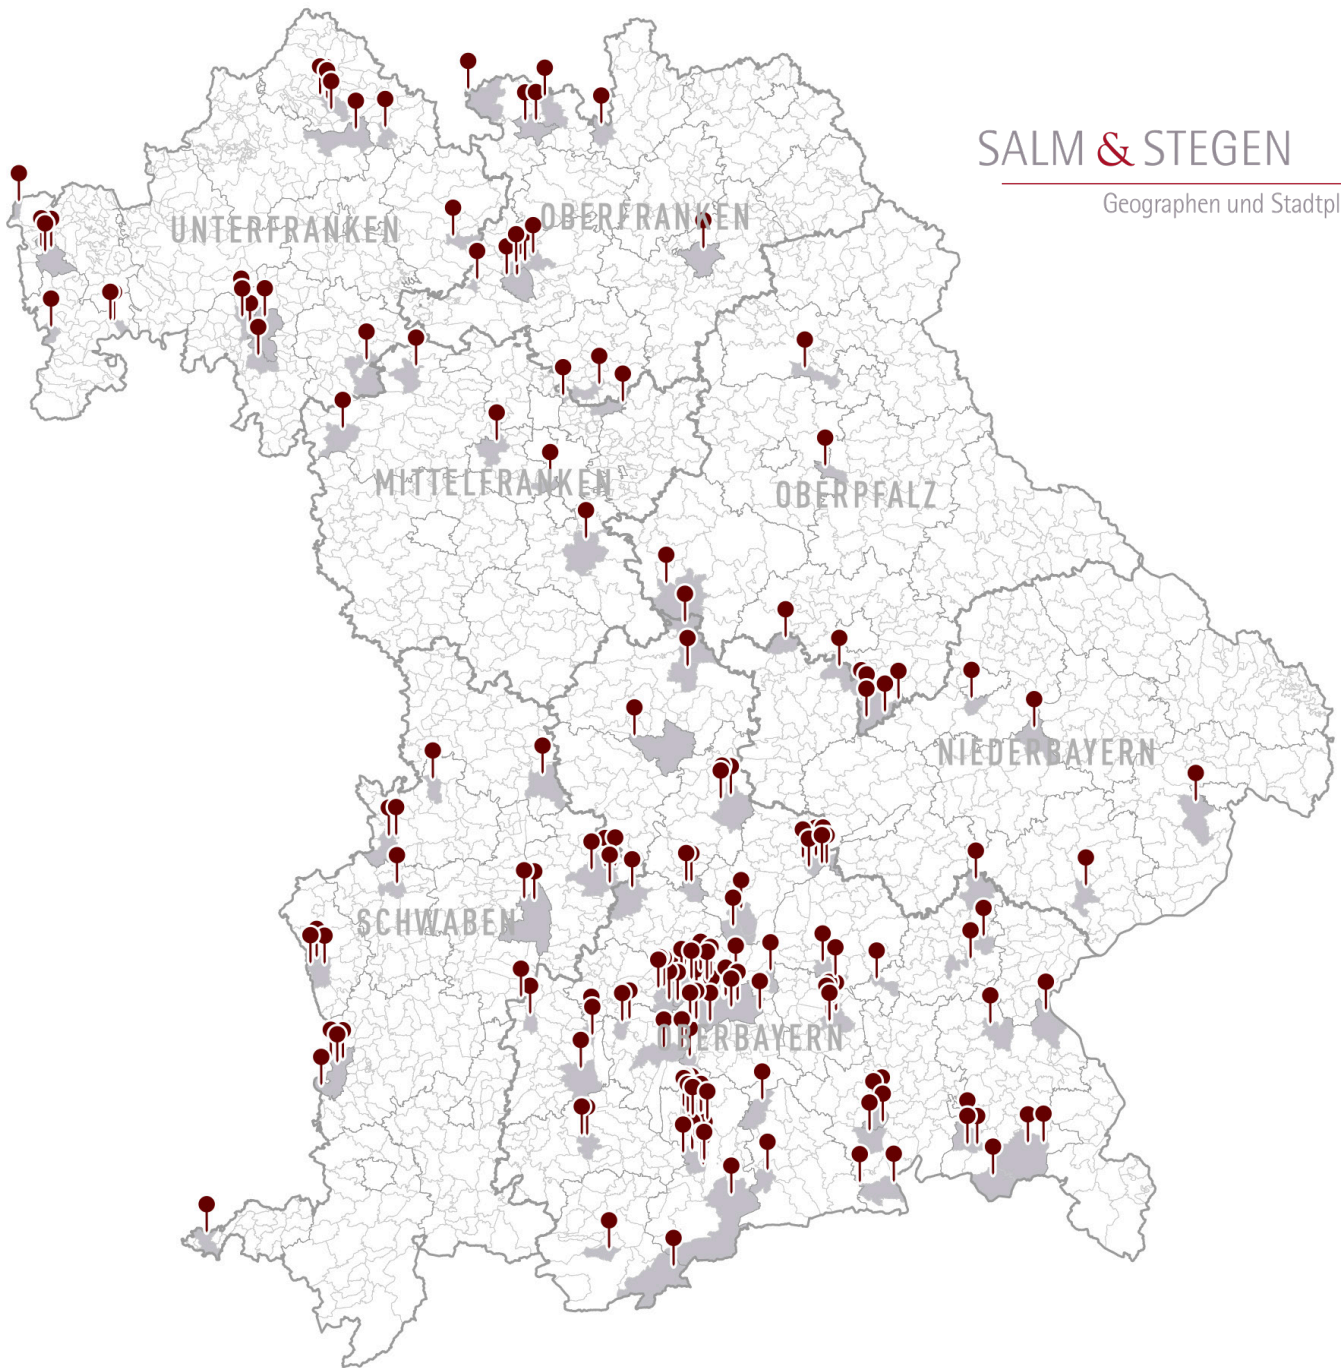 SALM & STEGEN
Geographen und Stadtpl
UNTERFRANKEN
OBERFRANKEN
MITTELFRANKEN
OBERPFALZ
NIEDERBAYERN
SCHWABEN
OBERBAYERN